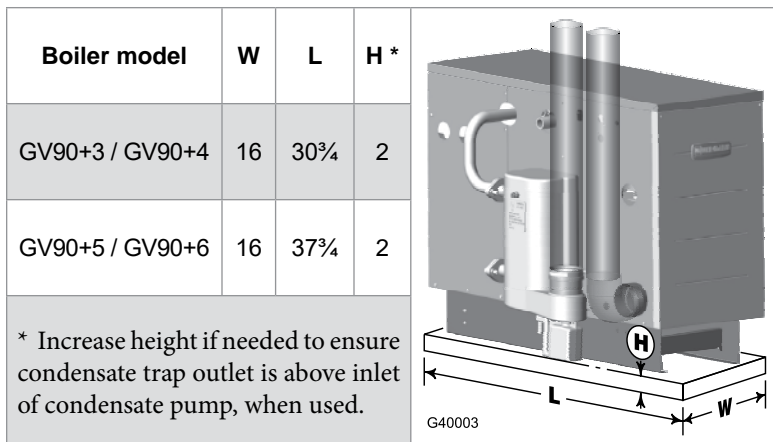 Boiler model W L H *
GV90+3 / GV90+4 16 30¾ 2
GV90+5 / GV90+6 16 37¾ 2
* Increase height if needed to ensure
condensate trap outlet is above inlet
of condensate pump, when used.
H
L
W
G40003